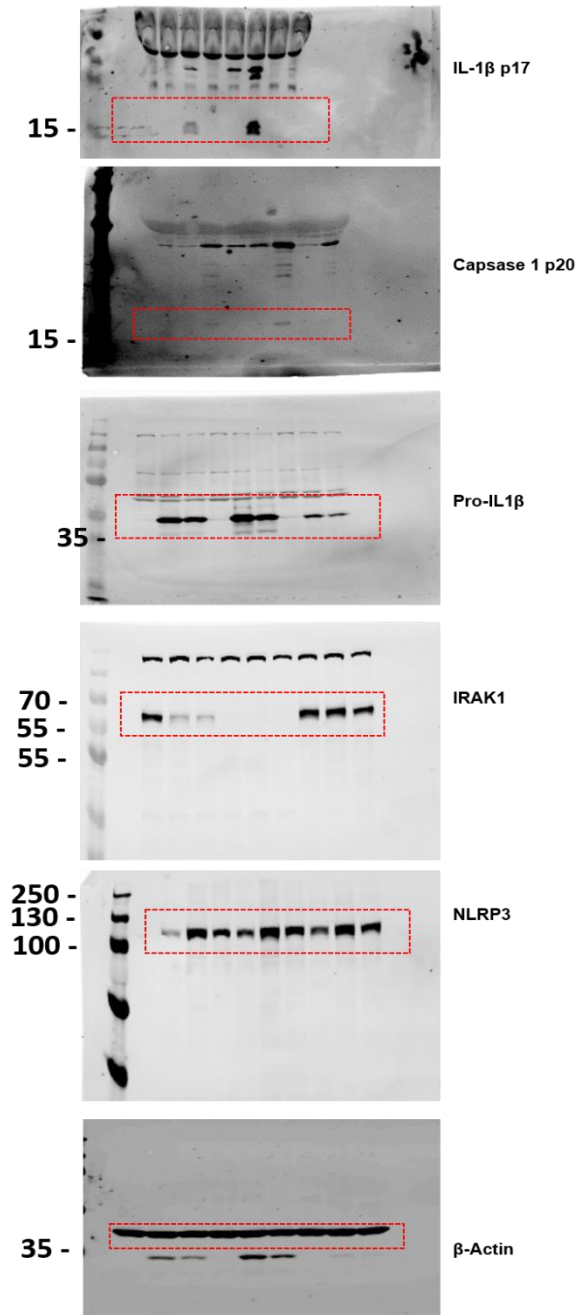 IL-1β p17
15 -
Capsase 1 p20
15 -
Pro-IL1β
35 -
IRAK1
70 -
55 -
55 -
NLRP3
250 -
130 -
100 -
35 -
β-Actin